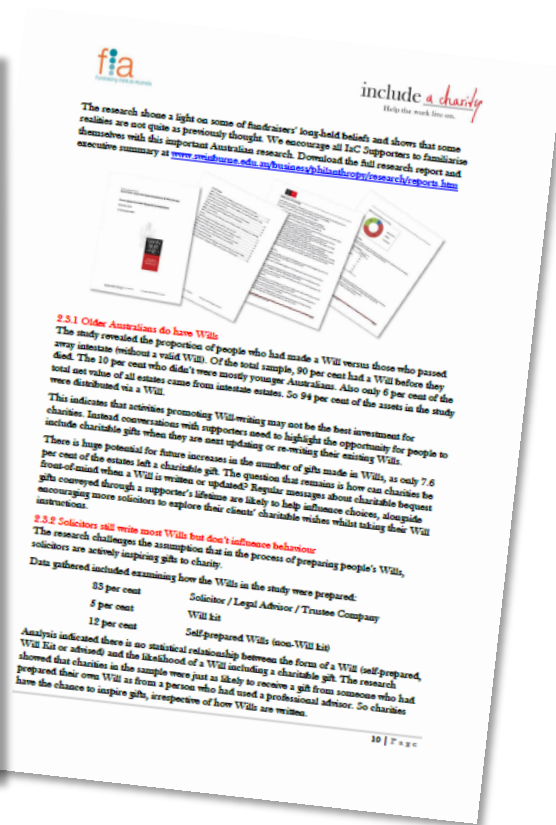 fia
include a charity
Help the work live on.
The research shone a light on some of fundraisers' long-held beliefs and shows that some
realities are not quite as previously thought. We encourage all IaC Supporters to familiarise
themselves with this important Australian research. Download the full research report and
executive summary at www.swinburne.edu.au/business/philanthropy/research/reports.htm
2.3.1 Older Australians do have Wills
The study revealed the proportion of people who had made a Will versus those who passed
away intestate (without a valid Will). Of the total sample, 90 per cent had a Will before they
died. The 10 per cent who didn't were mostly younger Australians. Also only 6 per cent of the
total net value of all estates came from intestate estates. So 94 per cent of the assets in the study
were distributed via a Will.
This indicates that activities promoting Will-writing may not be the best investment for
charities. Instead conversations with supporters need to highlight the opportunity for people to
include charitable gifts when they are next updating or re-writing their existing Wills.
There is huge potential for future increases in the number of gifts made in Wills, as only 7.6
per cent of the estates left a charitable gift. The question that remains is how can charities be
front-of-mind when a Will is written or updated? Regular messages about charitable bequest
gifts conveyed through a supporter's lifetime are likely to help influence choices, alongside
encouraging more solicitors to explore their clients' charitable wishes whilst taking their Will
instructions.
2.3.2 Solicitors still write most Wills but don't influence behaviour
The research challenges the assumption that in the process of preparing people's Wills,
solicitors are actively inspiring gifts to charity.
Data gathered included examining how the Wills in the study were prepared:
83 per cent Solicitor / Legal Advisor / Trustee Company
5 per cent Will kit
12 per cent Self-prepared Wills (non-Will kit)
Analysis indicated there is no statistical relationship between the form of a Will (self-prepared,
Will Kit or advised) and the likelihood of a Will including a charitable gift. The research
showed that charities in the sample were just as likely to receive a gift from someone who had
prepared their own Will as from a person who had used a professional advisor. So charities
have the chance to inspire gifts, irrespective of how Wills are written.
10 | Page